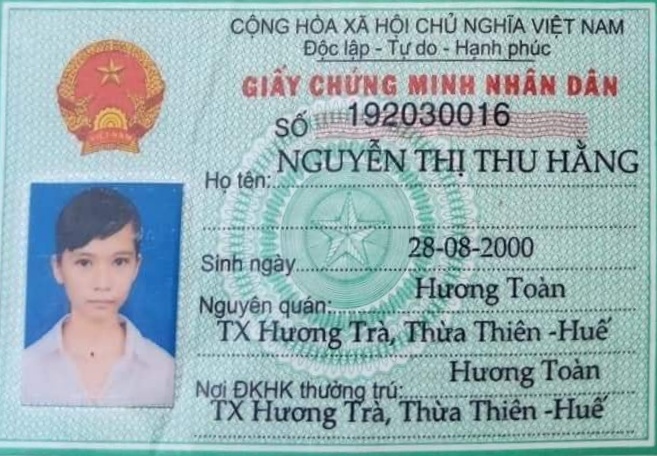 CỘNG HÒA XÃ HỘI CHỦ NGHĨA VIỆT NAM
Độc lập - Tự do - Hạnh phúc
GIẤY CHỨNG MINH NHÂN DÂN
SỐ 192030016
Họ tên: NGUYỄN THỊ THU HẰNG
Sinh ngày 28-08-2000
Nguyên quán: Hương Toàn
TX Hương Trà, Thừa Thiên -Huế
Nơi ĐKHK thường trú: Hương Toàn
TX Hương Trà, Thừa Thiên -Huế
VIỆT NAM